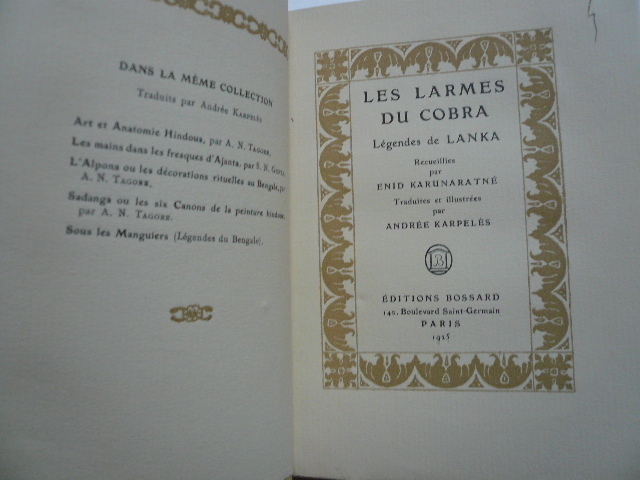 DANS LA MÊME COLLECTION
Traduits par Andrée KARPELÈS
Art et Anatomie Hindous, par A. N. TAGORE,
Les mains dans les fresques d'Ajanta, par S. N. GUPTA,
L'Alpona ou les décorations rituelles au Bengale, par
A. N. TAGORE,
Sadanga ou les six Canons de la peinture hindoue,
par A. N. TAGORE.
Sous les Manguiers (Légendes du Bengale).
LES LARMES
DU COBRA
Légendes de LANKA
Recueillies
par
ENID KARUNARATNÉ
Traduites et illustrées
par
ANDRÉE KARPELÈS
B
ÉDITIONS BOSSARD
140, Boulevard Saint-Germain
PARIS
1925